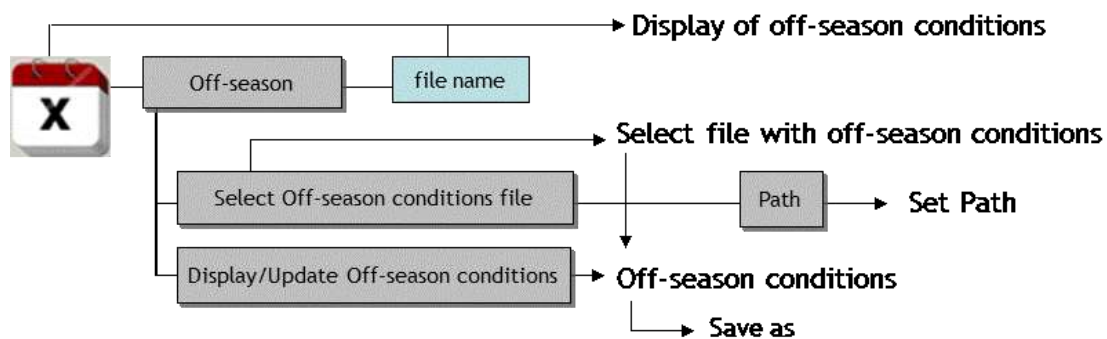 Display of off-season conditions
X
Off-season
file name
Select file with off-season conditions
Select Off-season conditions file
Path
Set Path
Display/Update Off-season conditions
Off-season conditions
Save as